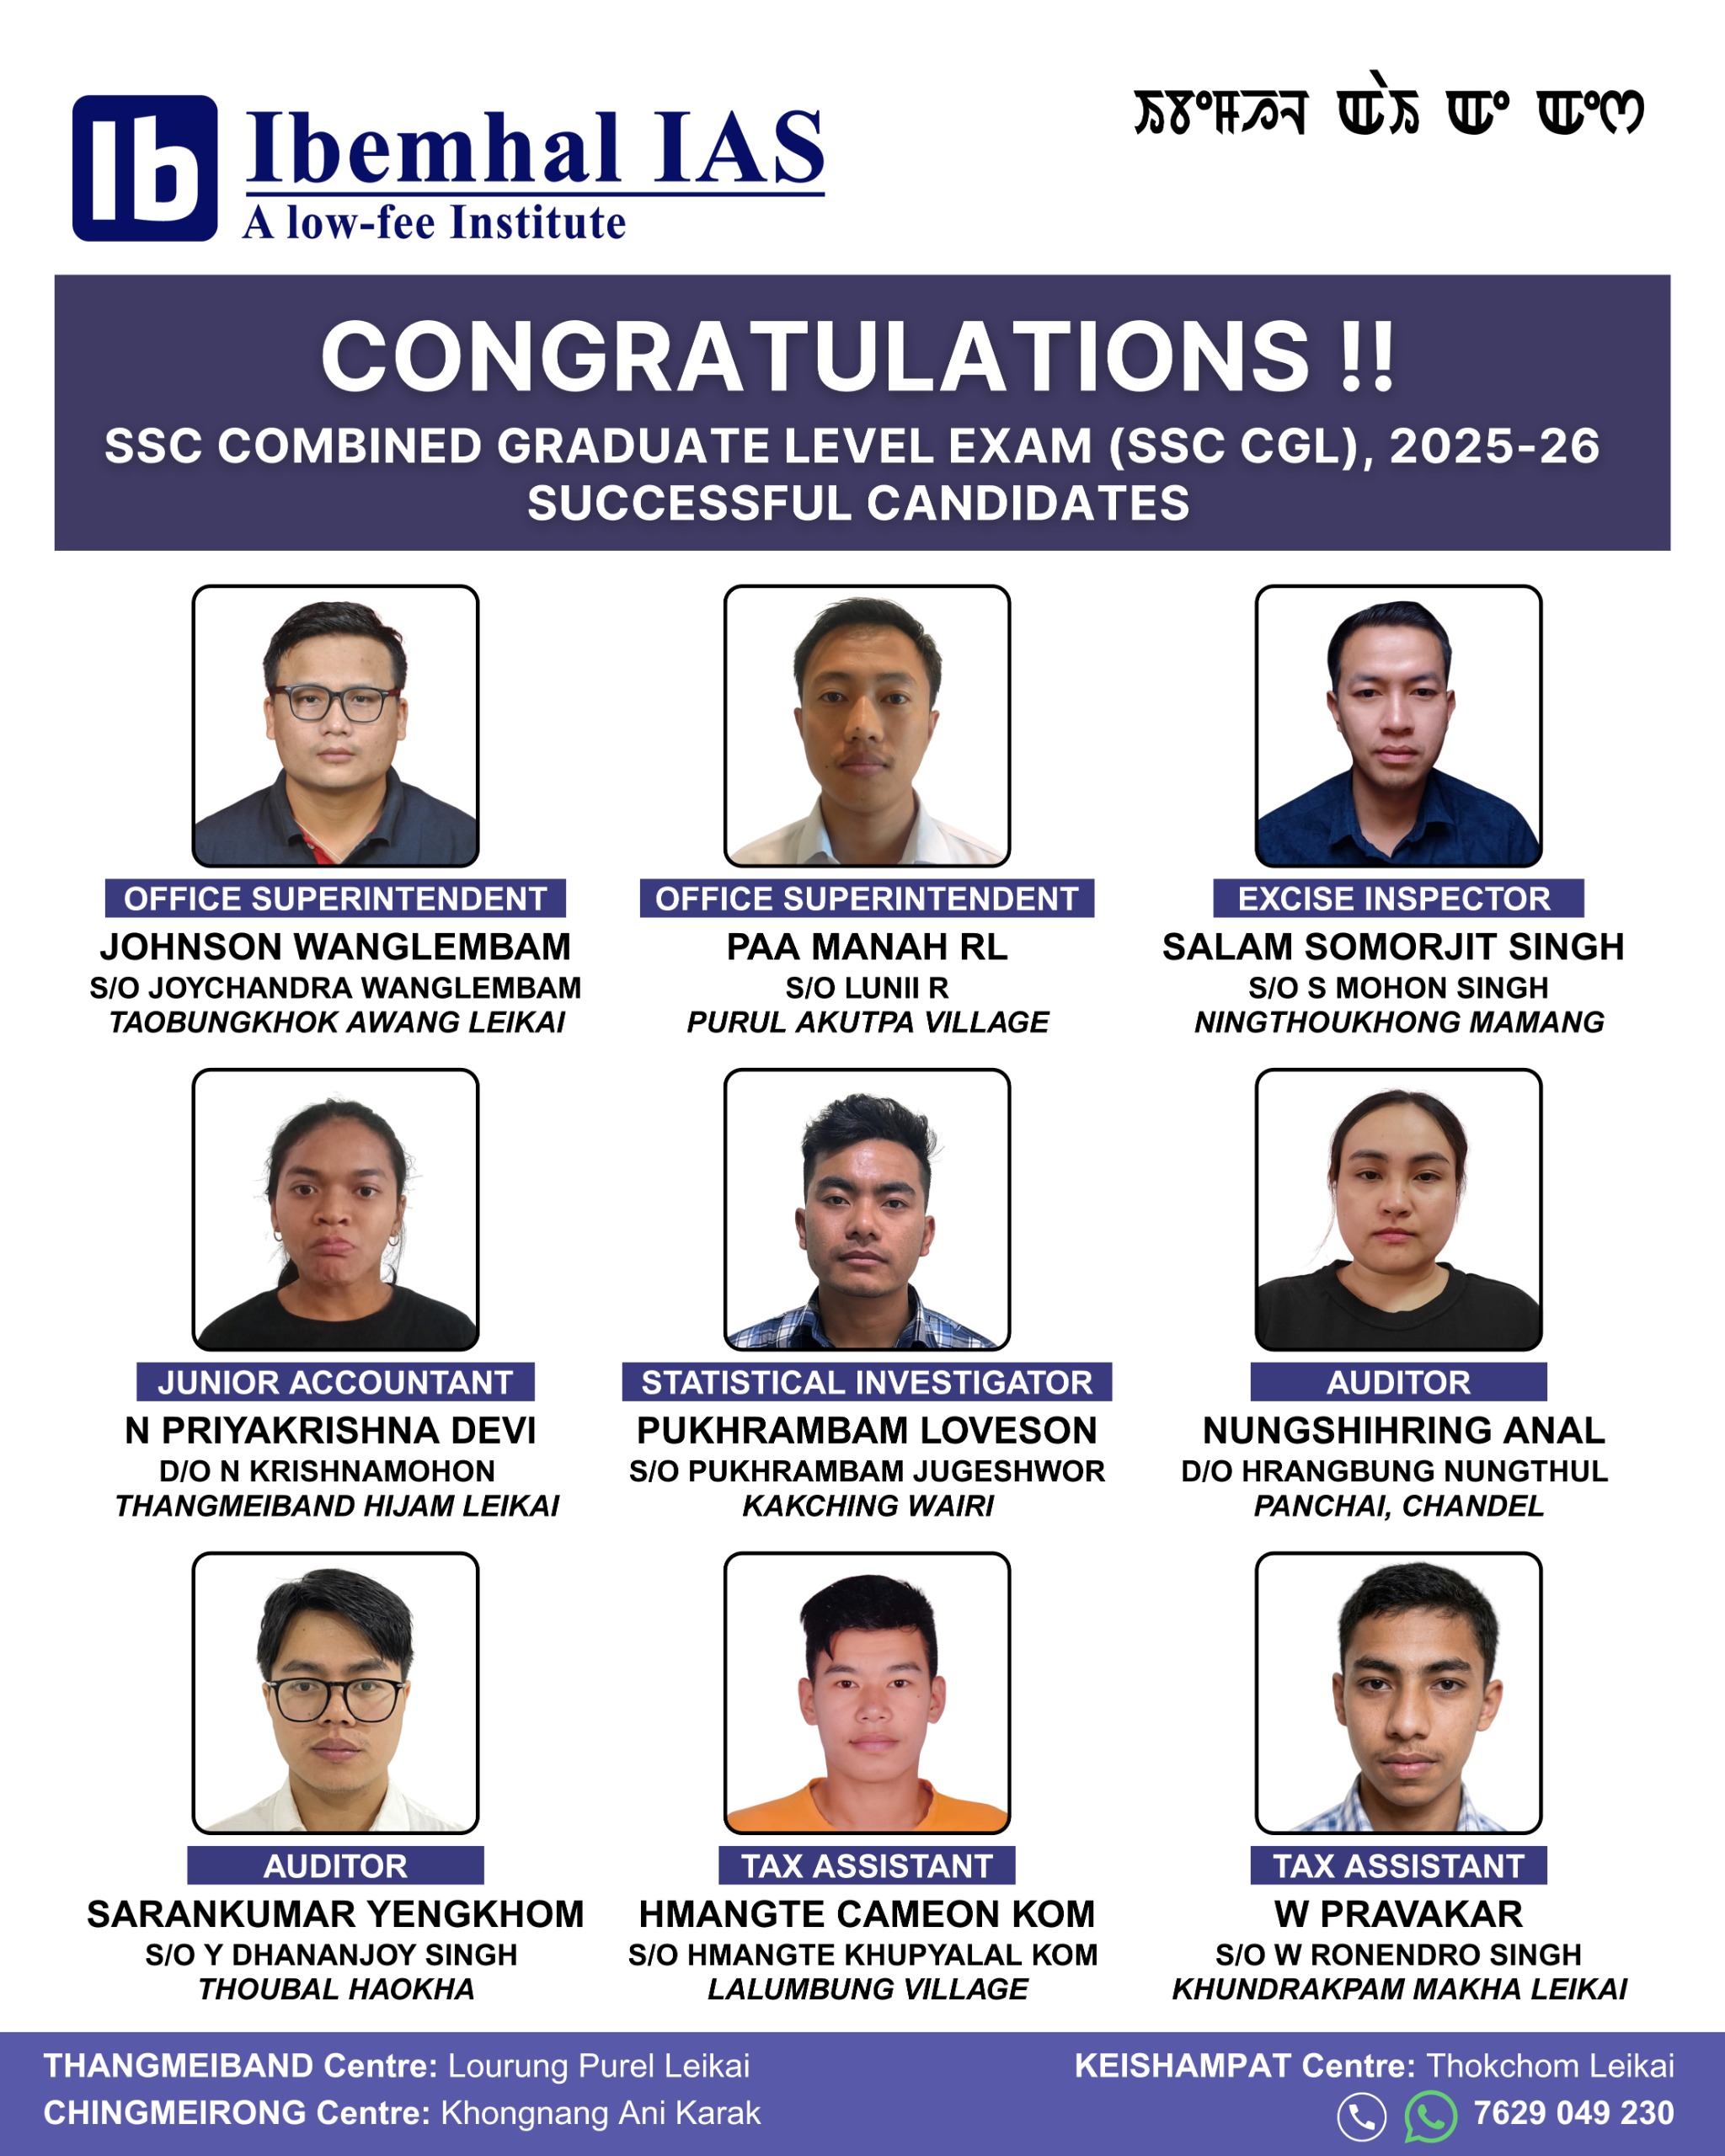 Ib
Ibemhal IAS
A low-fee Institute
CONGRATULATIONS !!
SSC COMBINED GRADUATE LEVEL EXAM (SSC CGL), 2025-26
SUCCESSFUL CANDIDATES
OFFICE SUPERINTENDENT
JOHNSON WANGLEMBAM
S/O JOYCHANDRA WANGLEMBAM
TAOBUNGKHOK AWANG LEIKAI
OFFICE SUPERINTENDENT
PAA MANAH RL
S/O LUNII R
PURUL AKUTPA VILLAGE
EXCISE INSPECTOR
SALAM SOMORJIT SINGH
S/O S MOHON SINGH
NINGTHOUKHONG MAMANG
JUNIOR ACCOUNTANT
N PRIYAKRISHNA DEVI
D/O N KRISHNAMOHON
THANGMEIBAND HIJAM LEIKAI
STATISTICAL INVESTIGATOR
PUKHRAMBAM LOVESON
S/O PUKHRAMBAM JUGESHWOR
KAKCHING WAIRI
AUDITOR
NUNGSHIHRING ANAL
D/O HRANGBUNG NUNGTHUL
PANCHAI, CHANDEL
AUDITOR
SARANKUMAR YENGKHOM
S/O Y DHANANJOY SINGH
THOUBAL HAOKHA
TAX ASSISTANT
HMANGTE CAMEON KOM
S/O HMANGTE KHUPYALAL KOM
LALUMBUNG VILLAGE
TAX ASSISTANT
W PRAVAKAR
S/O W RONENDRO SINGH
KHUNDRAKPAM MAKHA LEIKAI
THANGMEIBAND Centre: Lourung Purel Leikai
CHINGMEIRONG Centre: Khongnang Ani Karak
KEISHAMPAT Centre: Thokchom Leikai
7629 049 230